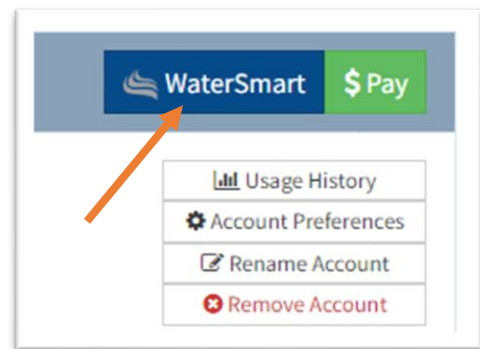 WaterSmart $ Pay
Usage History
Account Preferences
Rename Account
Remove Account